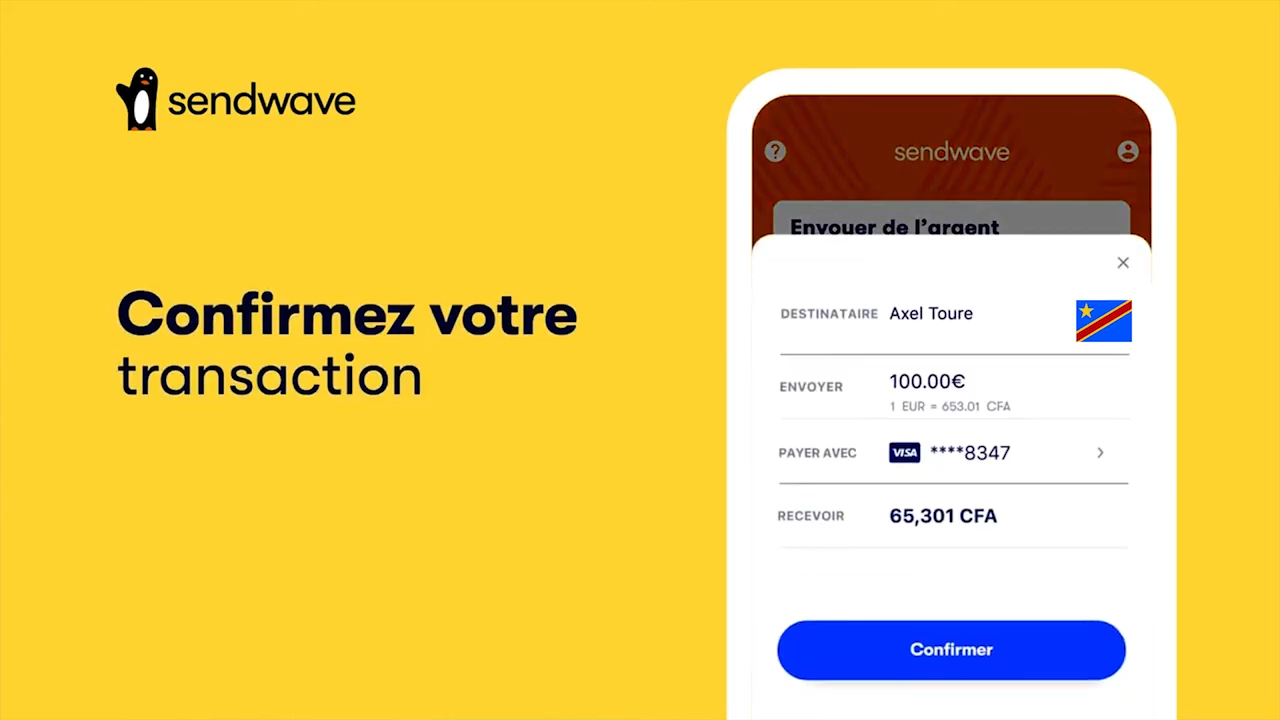 sendwave
Confirmez votre
transaction
sendwave
Envoyer de l'argent
DESTINATAIRE Axel Toure
ENVOYER 100.00€
1 EUR = 653.01 CFA
PAYER AVEC VISA ****8347
RECEVOIR 65,301 CFA
Confirmer